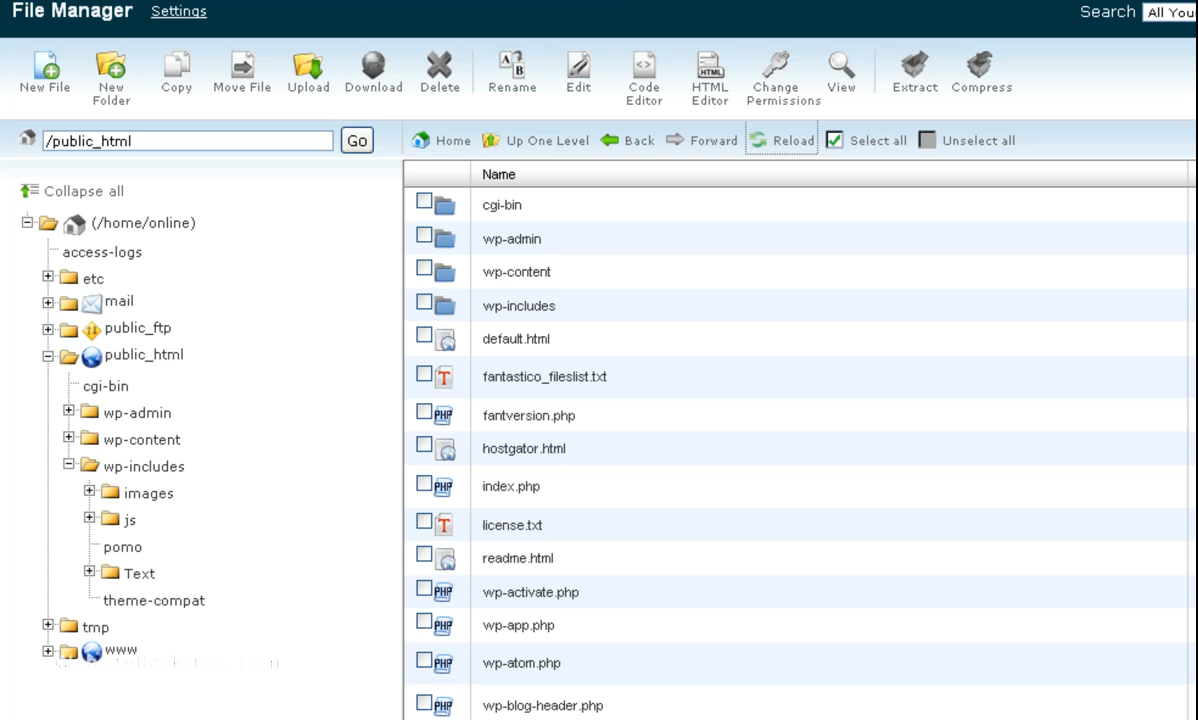 File Manager Settings Search All You
New File New Folder Copy Move File Upload Download Delete Rename Edit Code Editor HTML Editor Change Permissions View Extract Compress
/public_html Go Home Up One Level Back Forward Reload Select all Unselect all
Collapse all
(/home/online)
access-logs
etc
mail
public_ftp
public_html
cgi-bin
wp-admin
wp-content
wp-includes
images
js
pomo
Text
theme-compat
tmp
www
Name
cgi-bin
wp-admin
wp-content
wp-includes
default.html
fantastico_fileslist.txt
fantversion.php
hostgator.html
index.php
license.txt
readme.html
wp-activate.php
wp-app.php
wp-atom.php
wp-blog-header.php